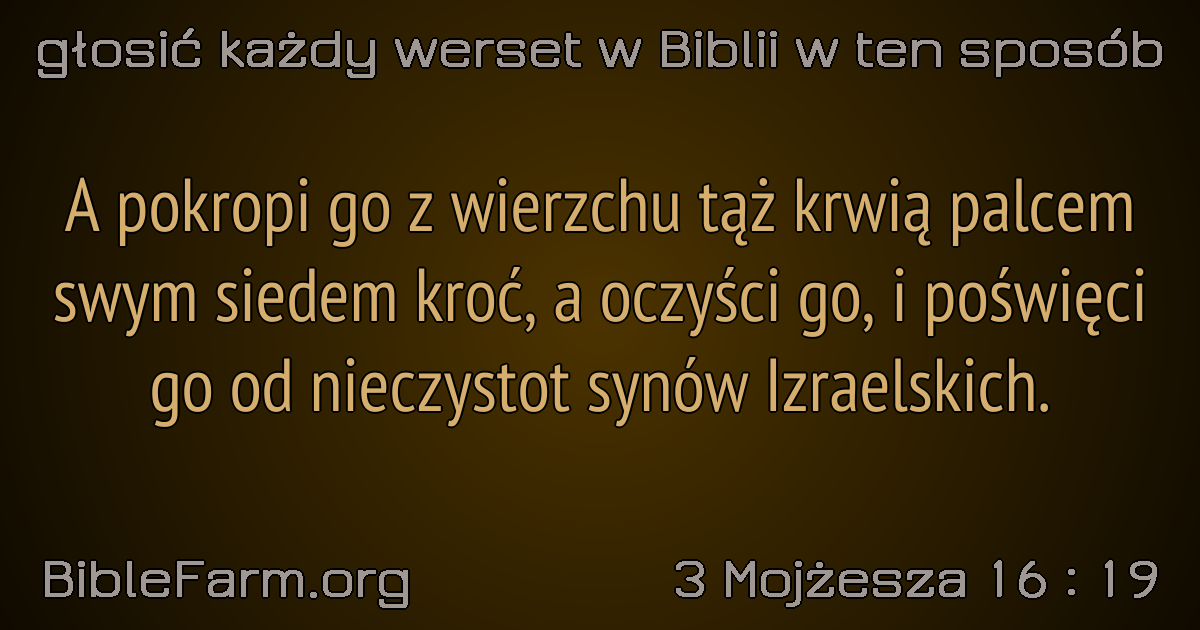 głosić każdy werset w Biblii w ten sposób
A pokropi go z wierzchu tąż krwią palcem
swym siedem kroć, a oczyści go, i poświęci
go od nieczystot synów Izraelskich.
BibleFarm.org
3 Mojżesza 16 : 19